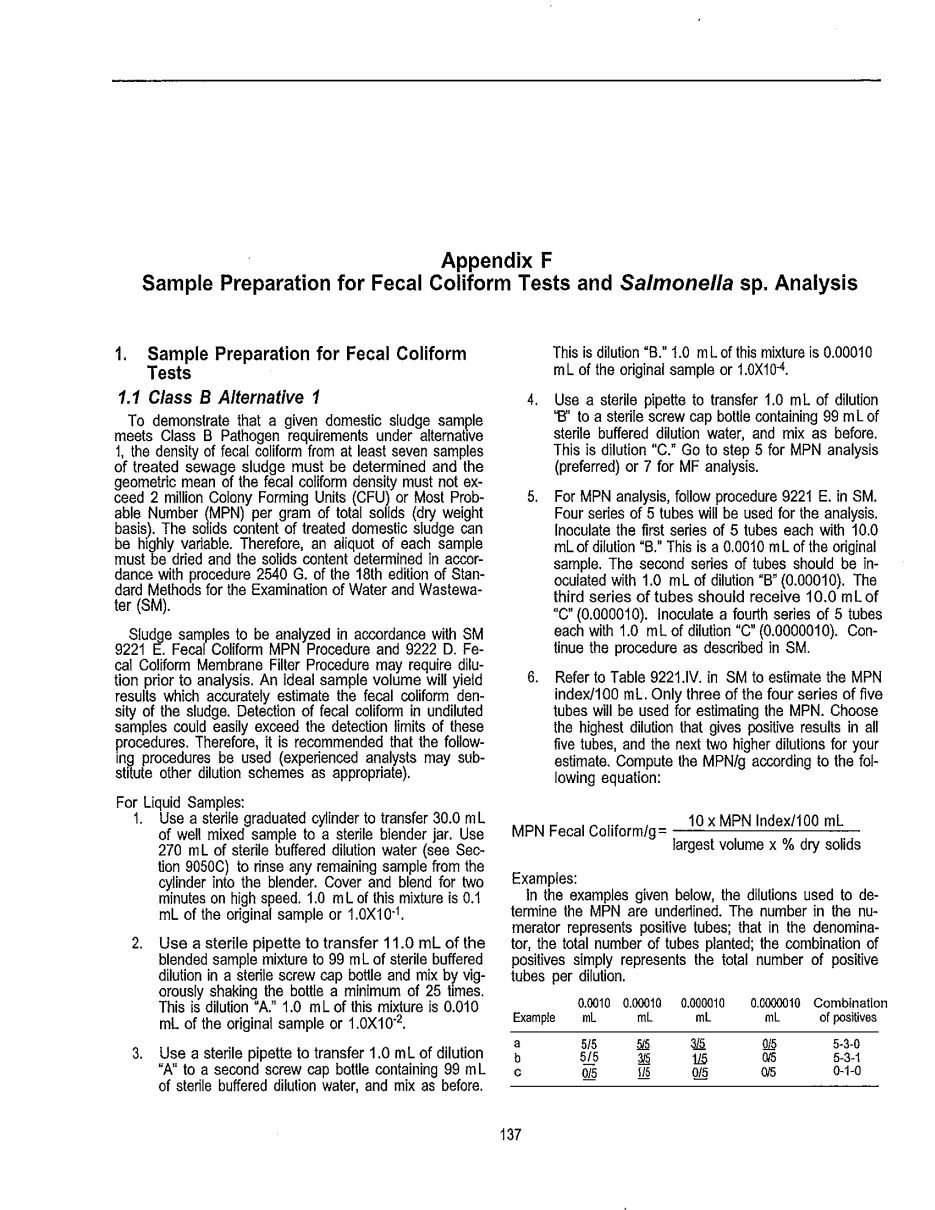 Appendix F
Sample Preparation for Fecal Coliform Tests and Salmonella sp. Analysis
1. Sample Preparation for Fecal Coliform
Tests
1.1 Class B Alternative 1
To demonstrate that a given domestic sludge sample
meets Class B Pathogen requirements under alternative
1, the density of fecal coliform from at least seven samples
of treated sewage sludge must be determined and the
geometric mean of the fecal coliform density must not ex-
ceed 2 million Colony Forming Units (CFU) or Most Prob-
able Number (MPN) per gram of total solids (dry weight
basis). The solids content of treated domestic sludge can
be highly variable. Therefore, an aliquot of each sample
must be dried and the solids content determined in accor-
dance with procedure 2540 G. of the 18th edition of Stan-
dard Methods for the Examination of Water and Wastewa-
ter (SM).
Sludge samples to be analyzed in accordance with SM
9221 E. Fecal Coliform MPN Procedure and 9222 D. Fe-
cal Coliform Membrane Filter Procedure may require dilu-
tion prior to analysis. An ideal sample volume will yield
results which accurately estimate the fecal coliform den-
sity of the sludge. Detection of fecal coliform in undiluted
samples could easily exceed the detection limits of these
procedures. Therefore, it is recommended that the follow-
ing procedures be used (experienced analysts may sub-
stitute other dilution schemes as appropriate).
For Liquid Samples:
1. Use a sterile graduated cylinder to transfer 30.0 mL
of well mixed sample to a sterile blender jar. Use
270 mL of sterile buffered dilution water (see Sec-
tion 9050C) to rinse any remaining sample from the
cylinder into the blender. Cover and blend for two
minutes on high speed. 1.0 mL of this mixture is 0.1
mL of the original sample or 1.0X10-1.
2. Use a sterile pipette to transfer 11.0 mL of the
blended sample mixture to 99 mL of sterile buffered
dilution in a sterile screw cap bottle and mix by vig-
orously shaking the bottle a minimum of 25 times.
This is dilution "A." 1.0 mL of this mixture is 0.010
mL of the original sample or 1.0X10-2.
3. Use a sterile pipette to transfer 1.0 mL of dilution
"A" to a second screw cap bottle containing 99 mL
of sterile buffered dilution water, and mix as before.
This is dilution "B." 1.0 mL of this mixture is 0.00010
mL of the original sample or 1.0X10-4.
4. Use a sterile pipette to transfer 1.0 mL of dilution
"B" to a sterile screw cap bottle containing 99 mL of
sterile buffered dilution water, and mix as before.
This is dilution "C." Go to step 5 for MPN analysis
(preferred) or 7 for MF analysis.
5. For MPN analysis, follow procedure 9221 E. in SM.
Four series of 5 tubes will be used for the analysis.
Inoculate the first series of 5 tubes each with 10.0
mL of dilution "B." This is a 0.0010 mL of the original
sample. The second series of tubes should be in-
oculated with 1.0 mL of dilution "B" (0.00010). The
third series of tubes should receive 10.0 mL of
"C" (0.000010). Inoculate a fourth series of 5 tubes
each with 1.0 mL of dilution "C" (0.0000010). Con-
tinue the procedure as described in SM.
6. Refer to Table 9221.IV. in SM to estimate the MPN
index/100 mL. Only three of the four series of five
tubes will be used for estimating the MPN. Choose
the highest dilution that gives positive results in all
five tubes, and the next two higher dilutions for your
estimate. Compute the MPN/g according to the fol-
lowing equation:
10 x MPN Index/100 mL
MPN Fecal Coliform/g=
largest volume x % dry solids
Examples:
In the examples given below, the dilutions used to de-
termine the MPN are underlined. The number in the nu-
merator represents positive tubes; that in the denomina-
tor, the total number of tubes planted; the combination of
positives simply represents the total number of positive
tubes per dilution.
0.0010 0.00010 0.000010 0.0000010 Combination
Example mL mL mL mL of positives
a 5/5 5/5 3/5 0/5 5-3-0
b 5/5 3/5 1/5 0/5 5-3-1
c 0/5 1/5 0/5 0/5 0-1-0
137